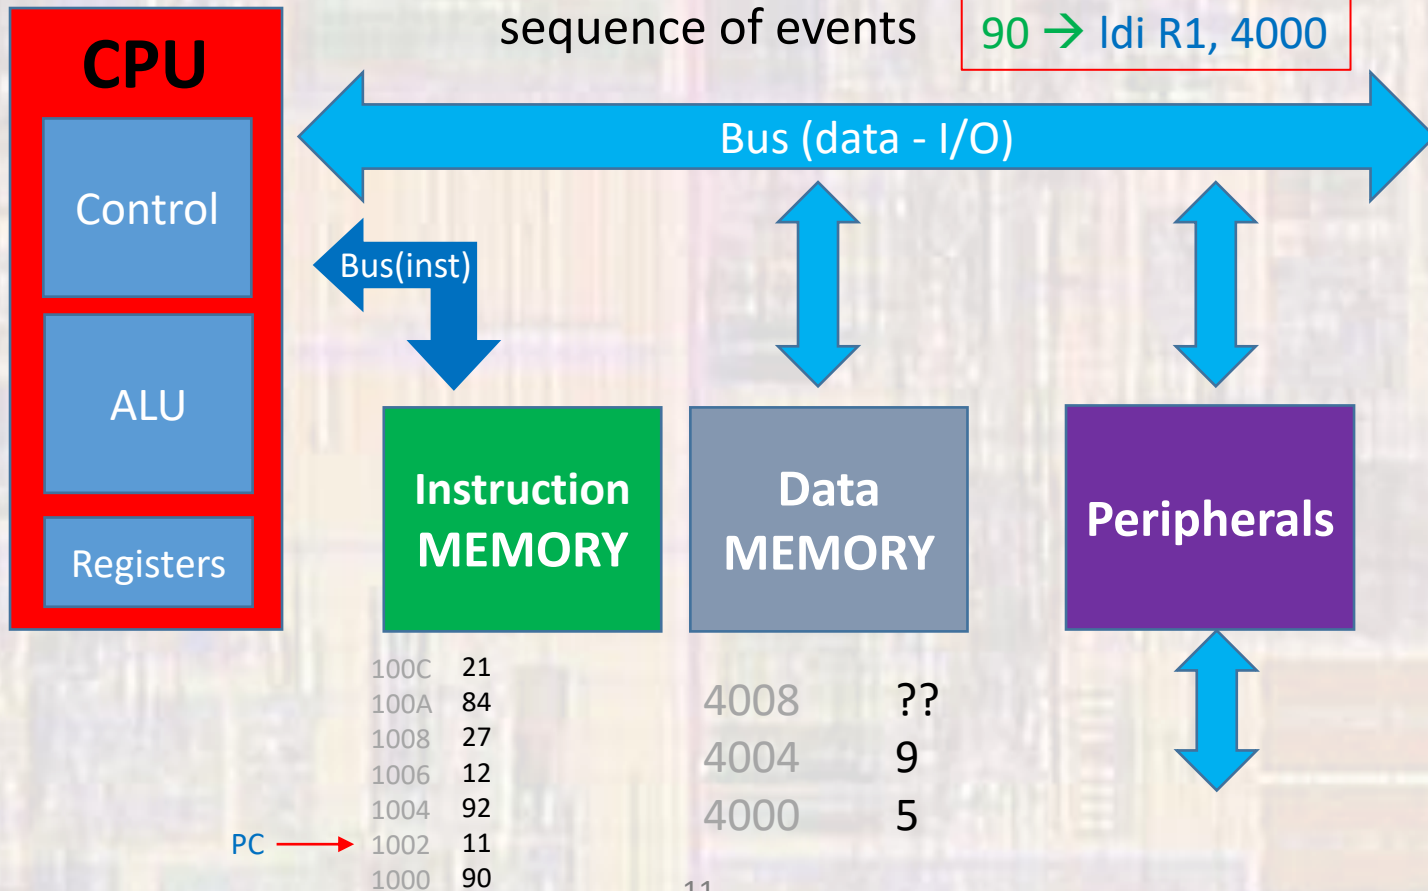 sequence of events
90 → ldi R1, 4000
CPU
Control
ALU
Registers
Bus (data - I/O)
Bus(inst)
Instruction
MEMORY
Data
MEMORY
Peripherals
100C 21
100A 84
1008 27
1006 12
1004 92
PC → 1002 11
1000 90
4008 ??
4004 9
4000 5
11